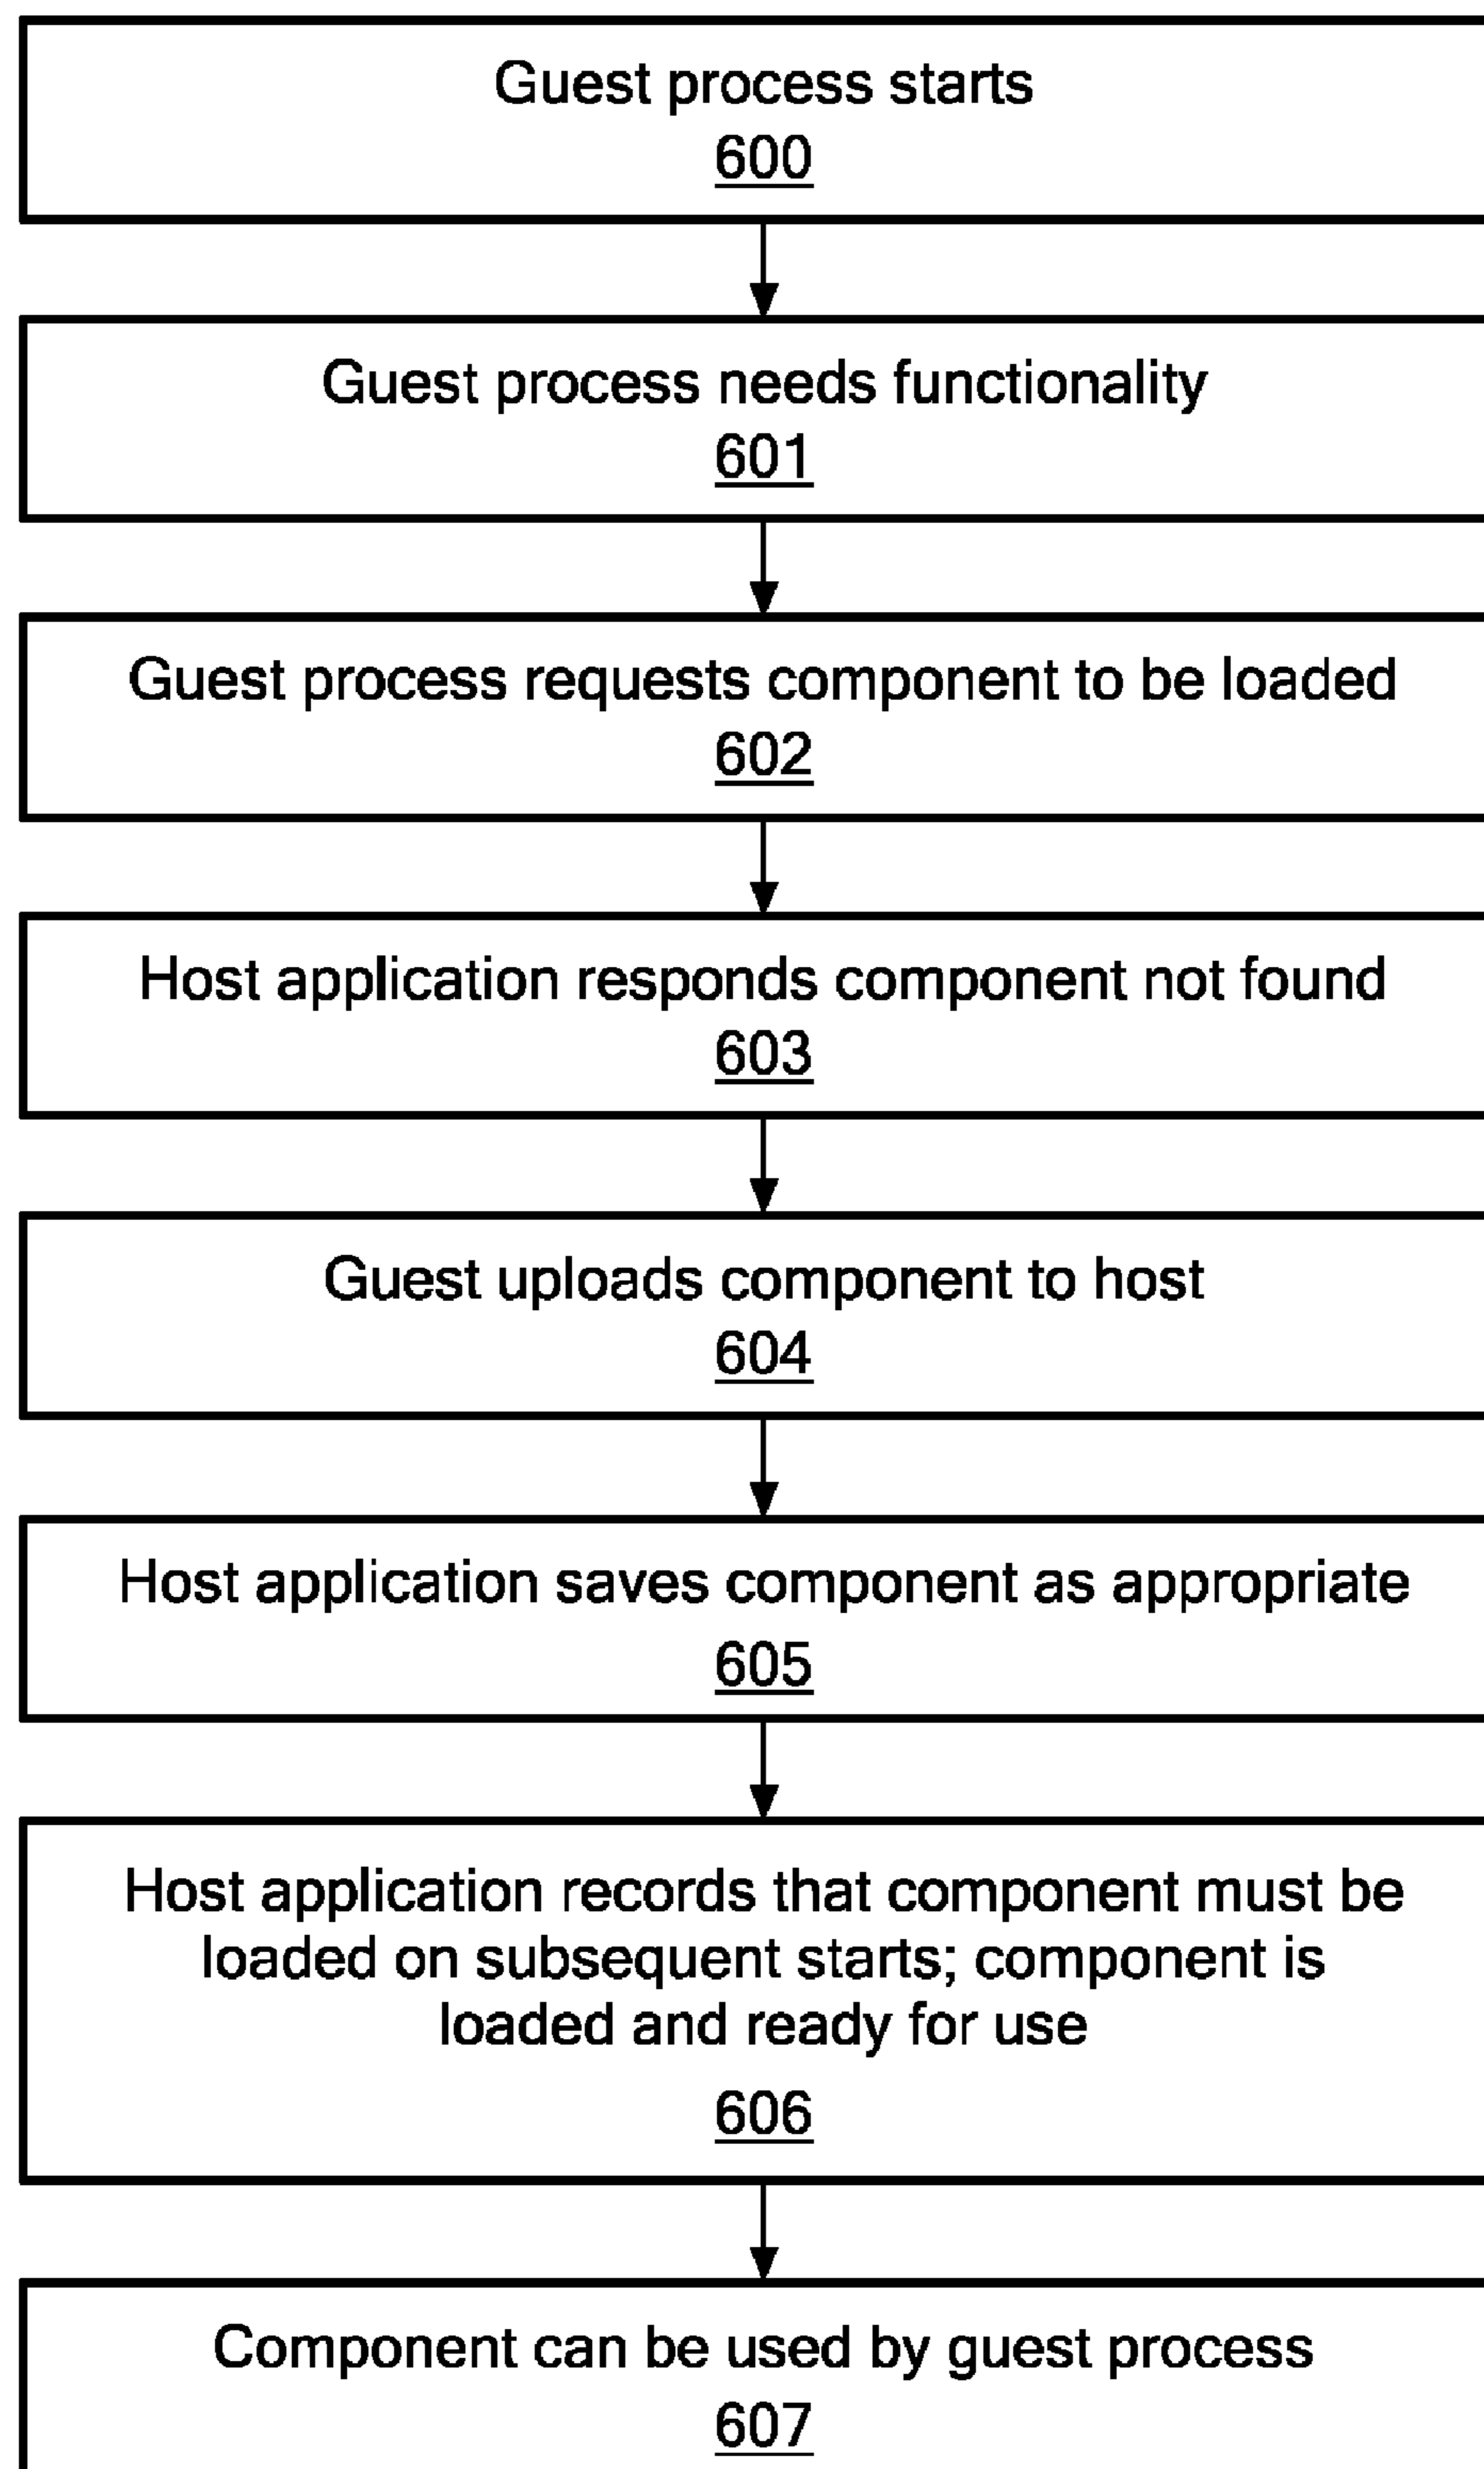 Guest process starts
600
Guest process needs functionality
601
Guest process requests component to be loaded
602
Host application responds component not found
603
Guest uploads component to host
604
Host application saves component as appropriate
605
Host application records that component must be
loaded on subsequent starts; component is
loaded and ready for use
606
Component can be used by guest process
607